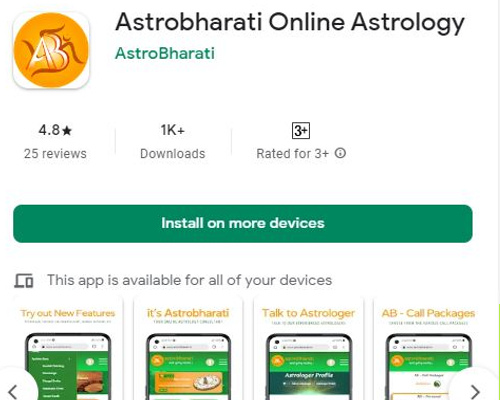 Astrobharati Online Astrology
AB
AstroBharati
4.8★
1K+
3+
25 reviews
Downloads
Rated for 3+
Install on more devices
This app is available for all of your devices
Try out New Features
it's Astrobharati
Talk to Astrologer
AB - Call Packages
Astrologer Profile